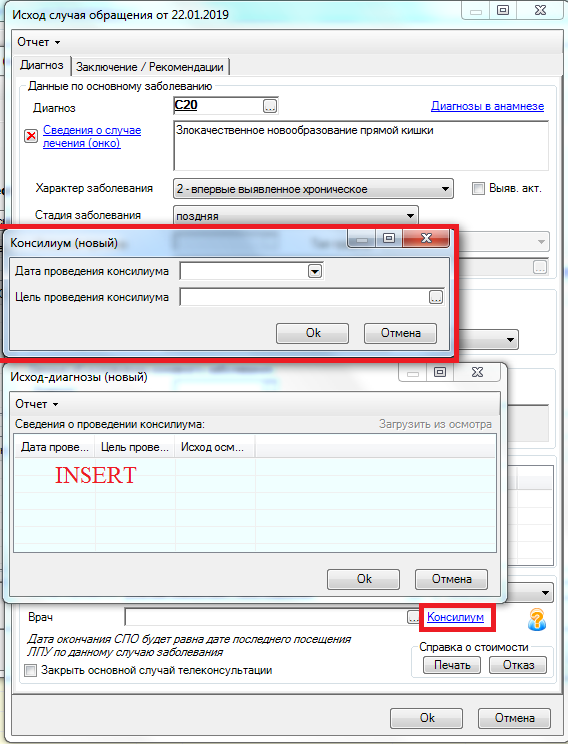 Исход случая обращения от 22.01.2019
Отчет
Диагноз Заключение / Рекомендации
Данные по основному заболеванию
Диагноз C20 ... Диагнозы в анамнезе
Сведения о случае
лечения (онко)
Злокачественное новообразование прямой кишки
Характер заболевания 2 - впервые выявленное хроническое Выяв. акт.
Стадия заболевания поздняя
Консилиум (новый)
Дата проведения консилиума
Цель проведения консилиума ...
Ok Отмена
Исход-диагнозы (новый)
Отчет
Сведения о проведении консилиума: Загрузить из осмотра
Дата прове... Цель прове... Исход осм...
INSERT
Ok Отмена
Врач ... Консилиум
Дата окончания СПО будет равна дате последнего посещения
ЛПУ по данному случаю заболевания
Закрыть основной случай телеконсультации
Справка о стоимости
Печать Отказ
Ok Отмена